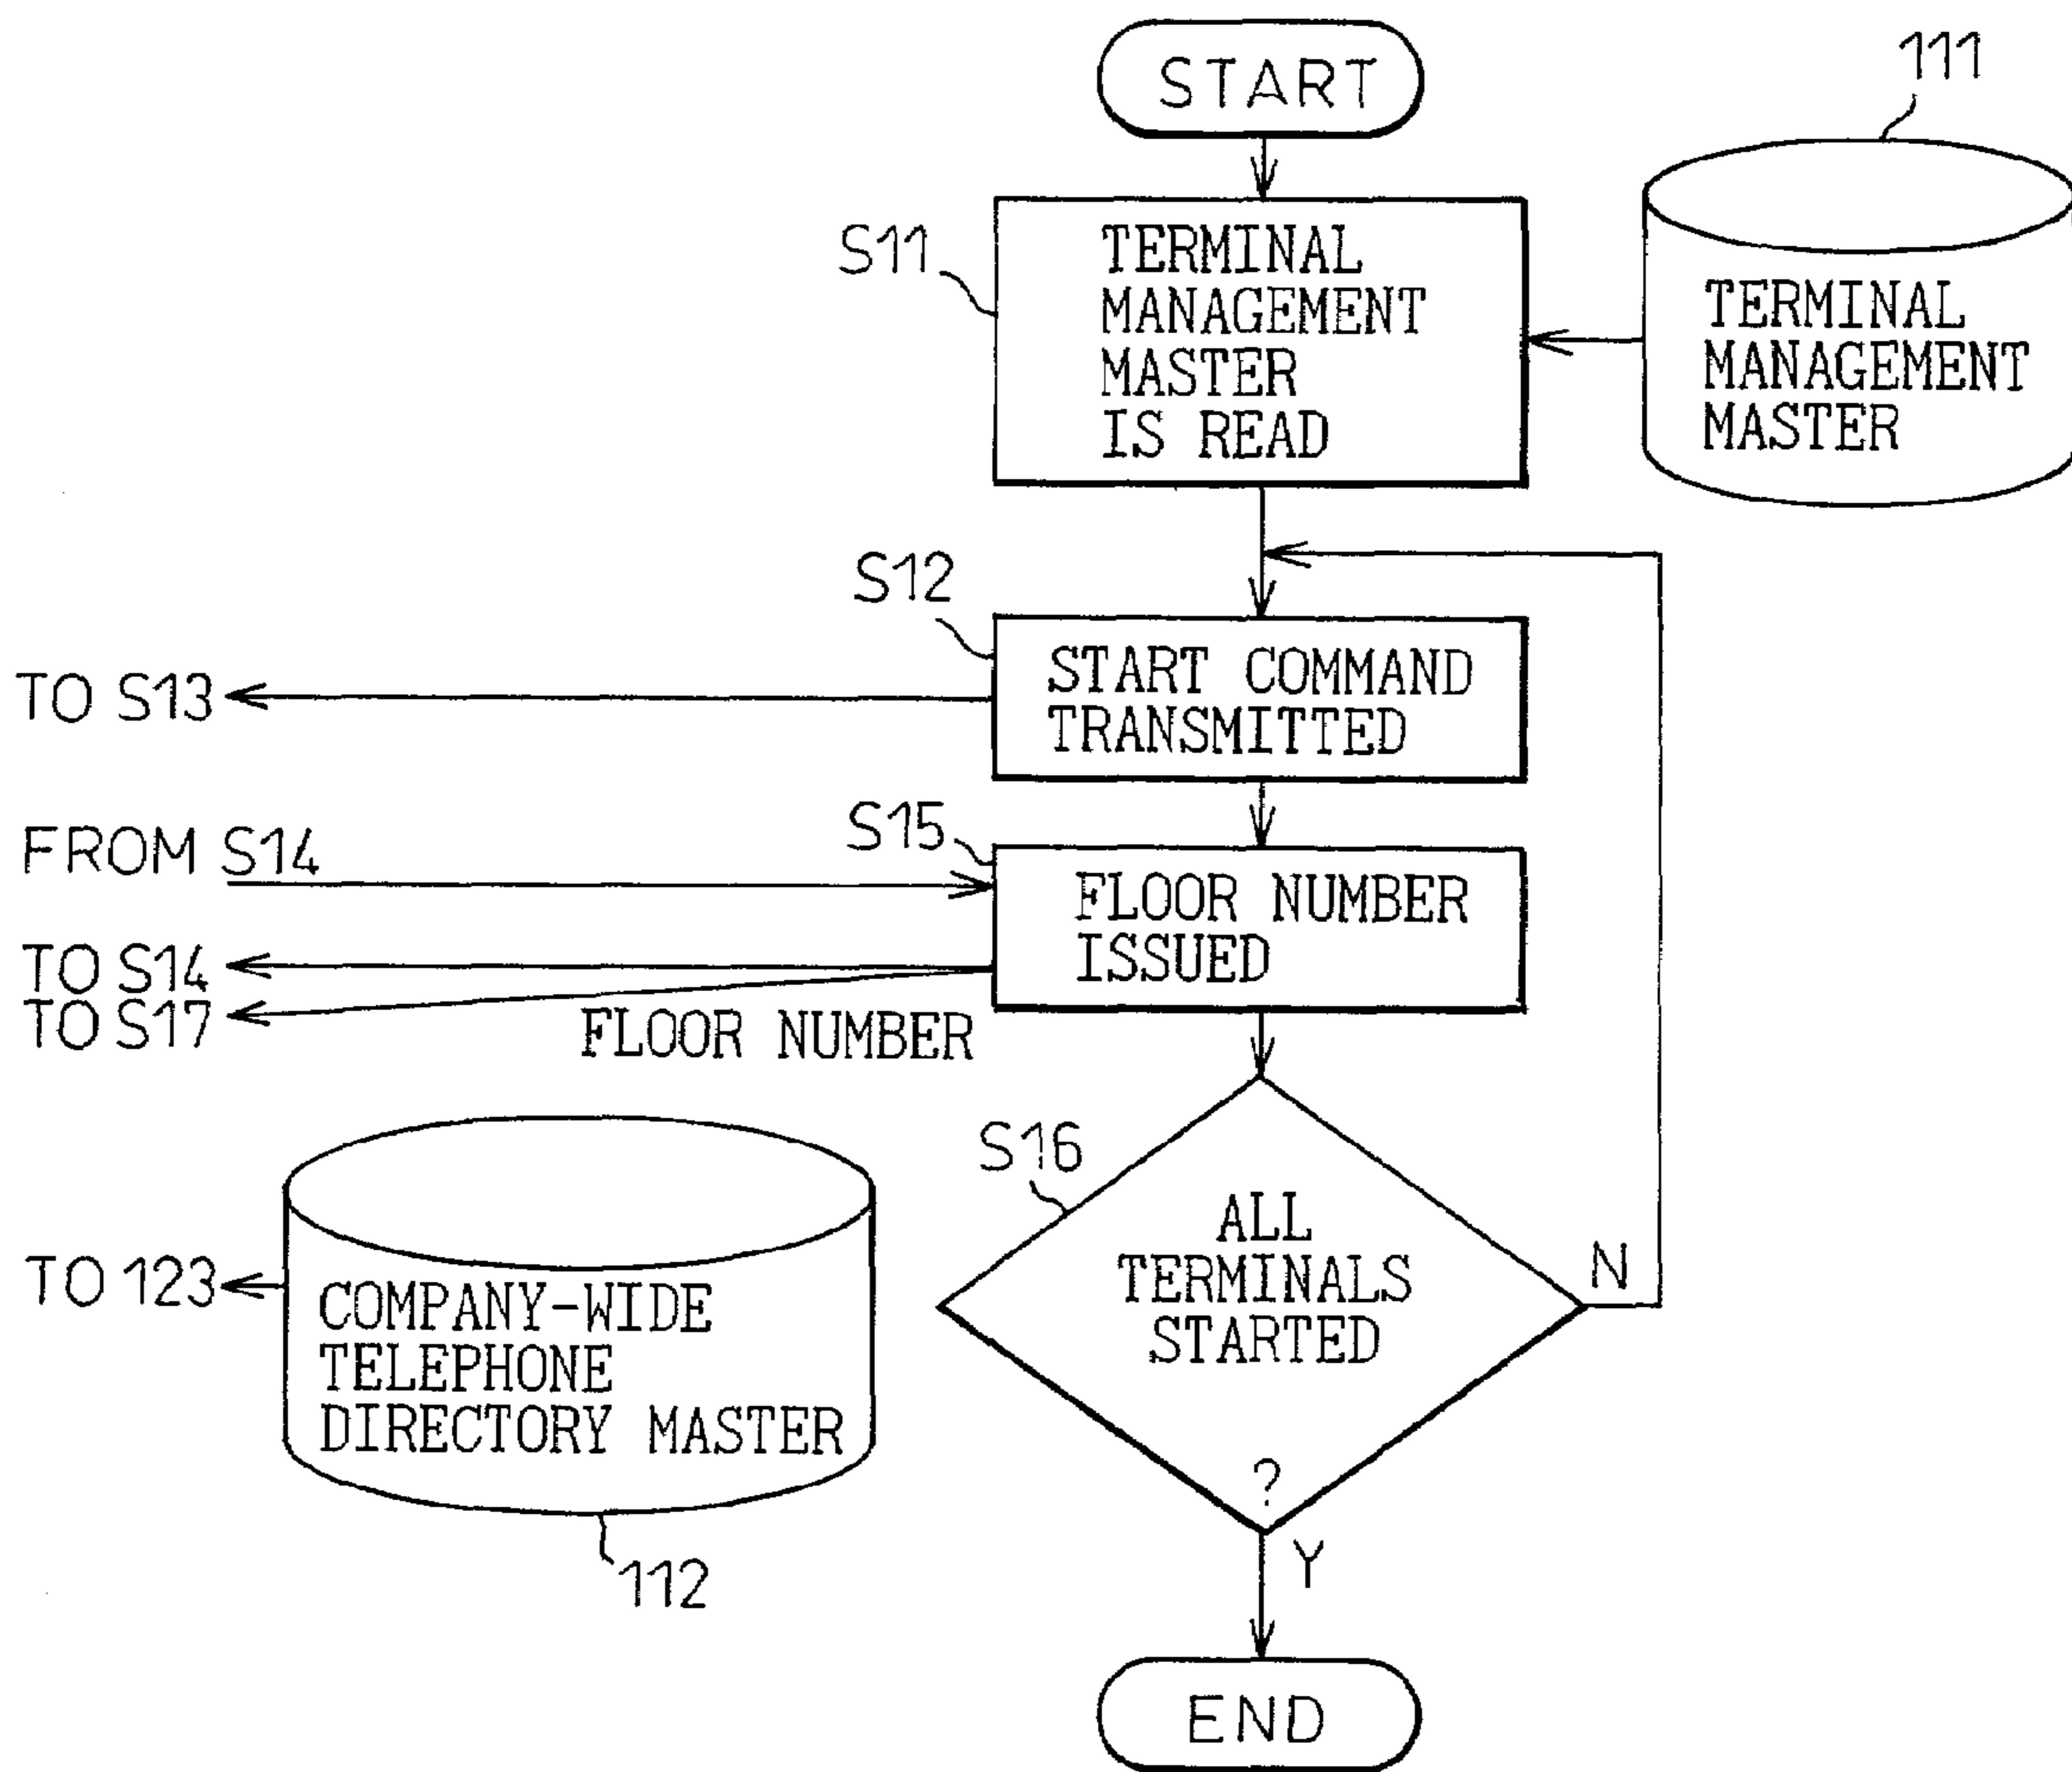 START
111
S11
TERMINAL
MANAGEMENT
MASTER
IS READ
TERMINAL
MANAGEMENT
MASTER
S12
START COMMAND
TRANSMITTED
TO S13
S15
FROM S14
FLOOR NUMBER
ISSUED
TO S14
TO S17
FLOOR NUMBER
S16
ALL
TERMINALS
STARTED
?
N
Y
TO 123
COMPANY-WIDE
TELEPHONE
DIRECTORY MASTER
112
END